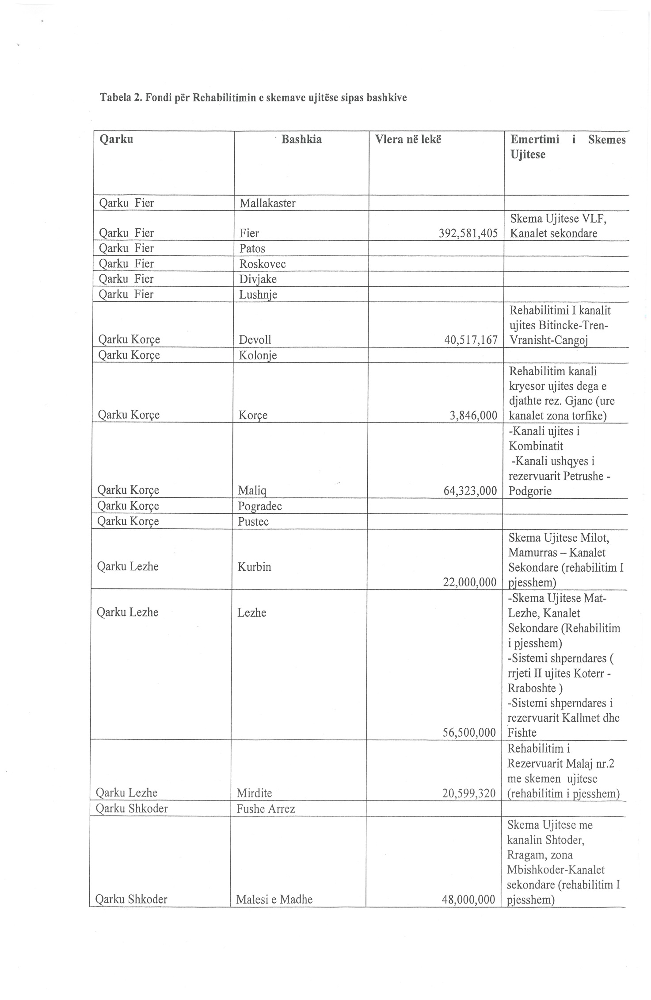 Tabela 2. Fondi për Rehabilitimin e skemave ujitëse sipas bashkive
Qarku Bashkia Vlera në lekë Emertimi i Skemes
Ujitese
Qarku Fier Mallakaster
Skema Ujitese VLF,
Qarku Fier Fier 392,581,405 Kanalet sekondare
Qarku Fier Patos
Qarku Fier Roskovec
Qarku Fier Divjake
Qarku Fier Lushnje
Rehabilitimi I kanalit
ujites Bitincke-Tren-
Qarku Korçe Devoll 40,517,167 Vranisht-Cangoj
Qarku Korçe Kolonje
Rehabilitim kanali
kryesor ujites dega e
djathte rez. Gjanc (ure
Qarku Korçe Korçe 3,846,000 kanalet zona torfike)
-Kanali ujites i
Kombinatit
-Kanali ushqyes i
rezervuarit Petrushe -
Qarku Korçe Maliq 64,323,000 Podgorie
Qarku Korçe Pogradec
Qarku Korçe Pustec
Skema Ujitese Milot,
Mamurras – Kanalet
Qarku Lezhe Kurbin Sekondare (rehabilitim I
22,000,000 pjesshem)
-Skema Ujitese Mat-
Qarku Lezhe Lezhe Lezhe, Kanalet
Sekondare (Rehabilitim
i pjesshem)
-Sistemi shperndares (
rrjeti II ujites Koterr -
Rraboshte )
-Sistemi shperndares i
rezervuarit Kallmet dhe
56,500,000 Fishte
Rehabilitim i
Rezervuarit Malaj nr.2
me skemen ujitese
Qarku Lezhe Mirdite 20,599,320 (rehabilitim i pjesshem)
Qarku Shkoder Fushe Arrez
Skema Ujitese me
kanalin Shtoder,
Rragam, zona
Mbishkoder-Kanalet
sekondare (rehabilitim I
Qarku Shkoder Malesi e Madhe 48,000,000 pjesshem)